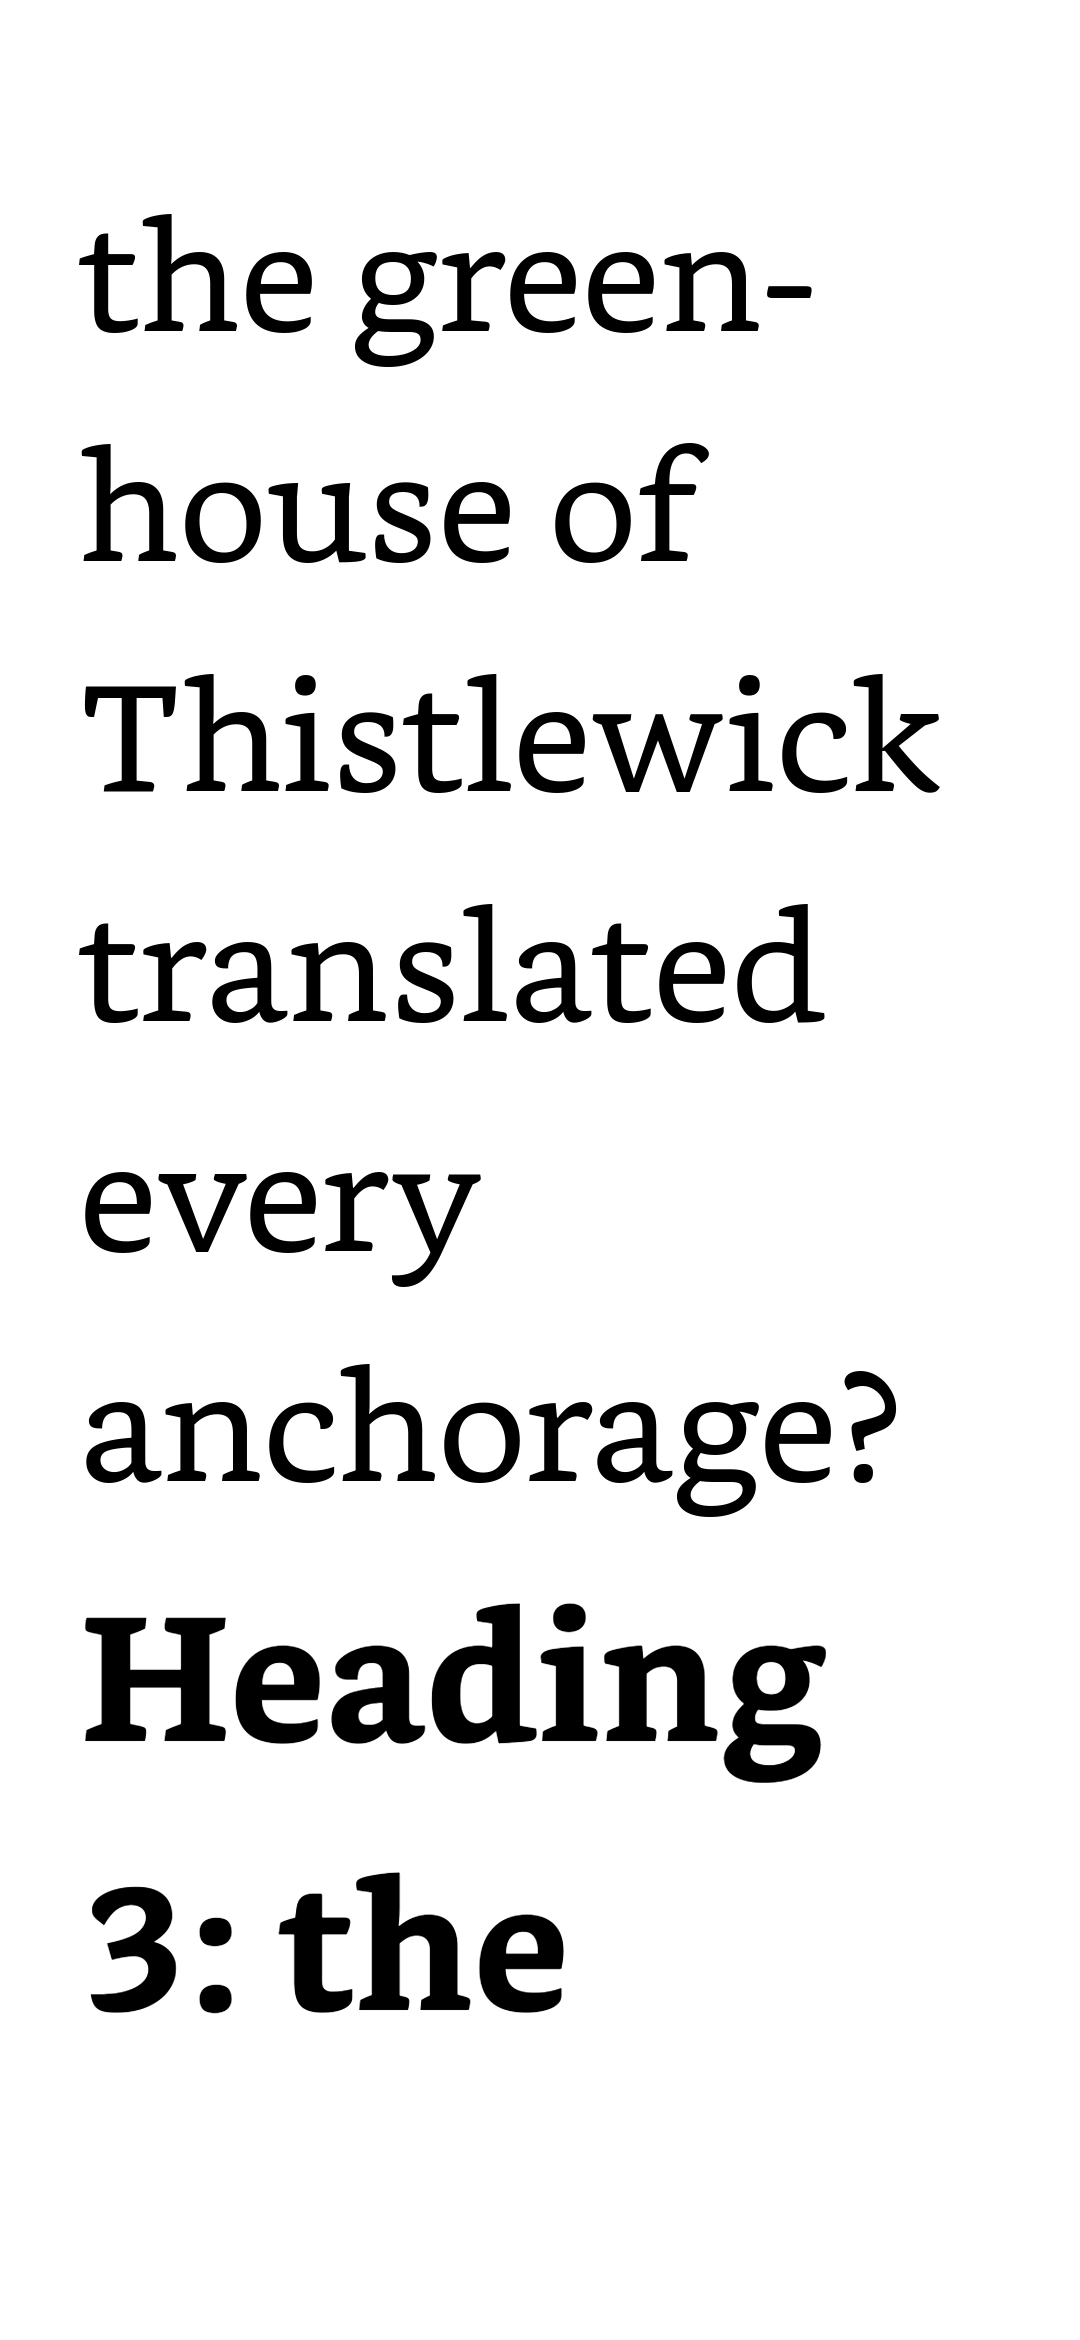 the green-
house of
Thistlewick
translated
every
anchorage?
Heading
3: the